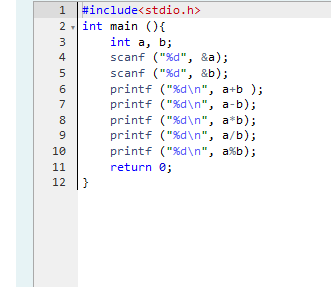 1 #include<stdio.h>
2 int main (){
3 int a, b;
4 scanf ("%d", &a);
5 scanf ("%d", &b);
6 printf ("%d\n", a+b );
7 printf ("%d\n", a-b);
8 printf ("%d\n", a*b);
9 printf ("%d\n", a/b);
10 printf ("%d\n", a%b);
11 return 0;
12 }